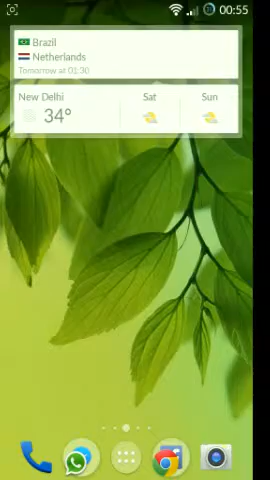 00:55
Brazil
Netherlands
Tomorrow at 01:30
New Delhi
34°
Sat
Sun